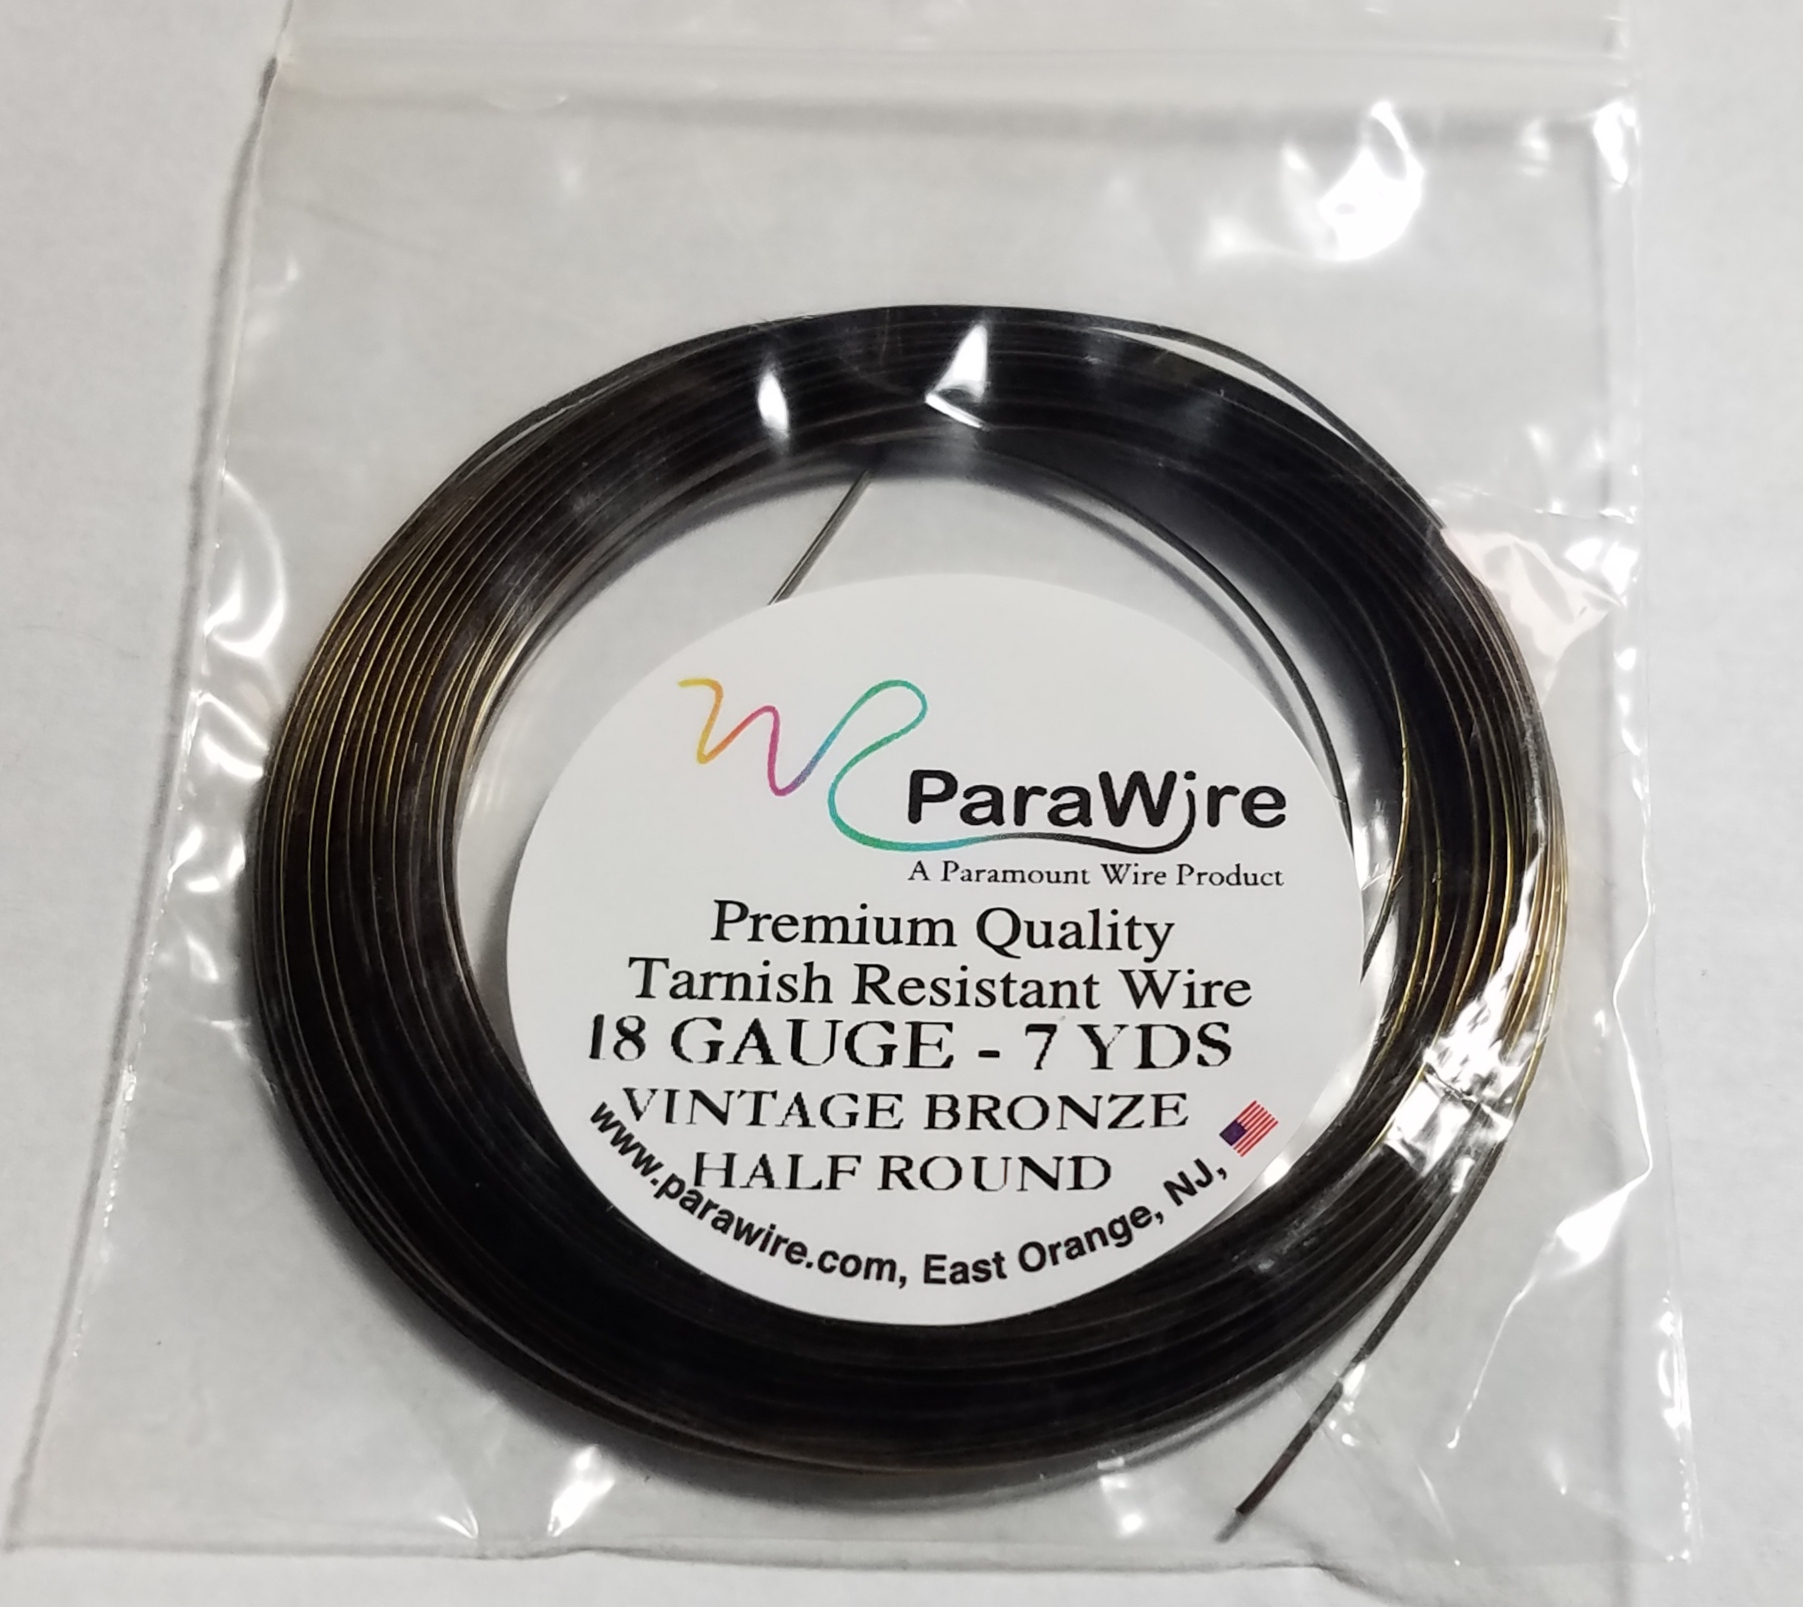 ParaWire
A Paramount Wire Product
Premium Quality
Tarnish Resistant Wire
18 GAUGE - 7 YDS
VINTAGE BRONZE
HALF ROUND
www.parawire.com, East Orange, NJ,